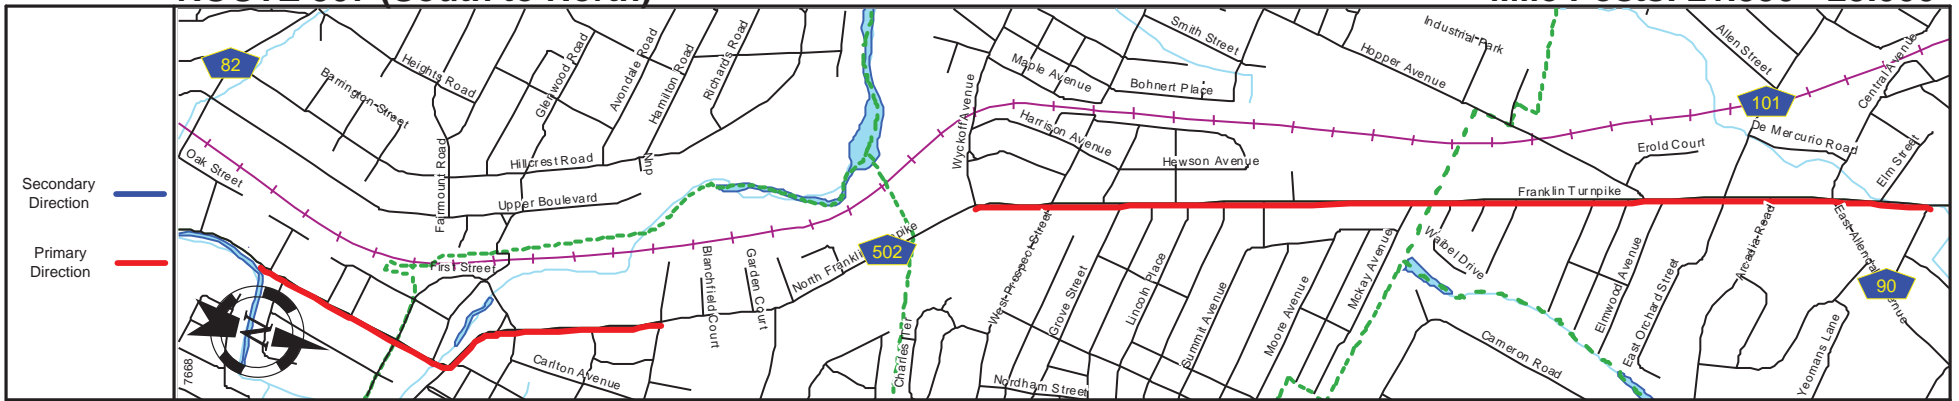 Secondary
Direction
Primary
Direction
82
Oak Street
Barrington Street
Heights Road
Fairmount Road
Glenwood Road
Avondale Road
Hamilton Road
Richards Road
Hillcrest Road
Upper Boulevard
First Street
7668
Carlton Avenue
Blanchfield Court
Garden Court
North Frankli
pike
502
Charles Ter
Wyckoff Avenue
Maple Avenue
Bohnert Place
Smith Street
Harrison Avenue
Hewson Avenue
Hopper Avenue
Industrial Park
Allen Street
Central Avenue
101
De Mercurio Road
Erold Court
Elm Street
Franklin Turnpike
West Prospect Street
Grove Street
Lincoln Place
Summit Avenue
Moore Avenue
Mckay Avenue
Waibel Drive
Nordham Street
Cameron Road
Elmwood Avenue
East Orchard Street
Arcadia Road
East Allenda
enue
90
Yeomans Lane
N